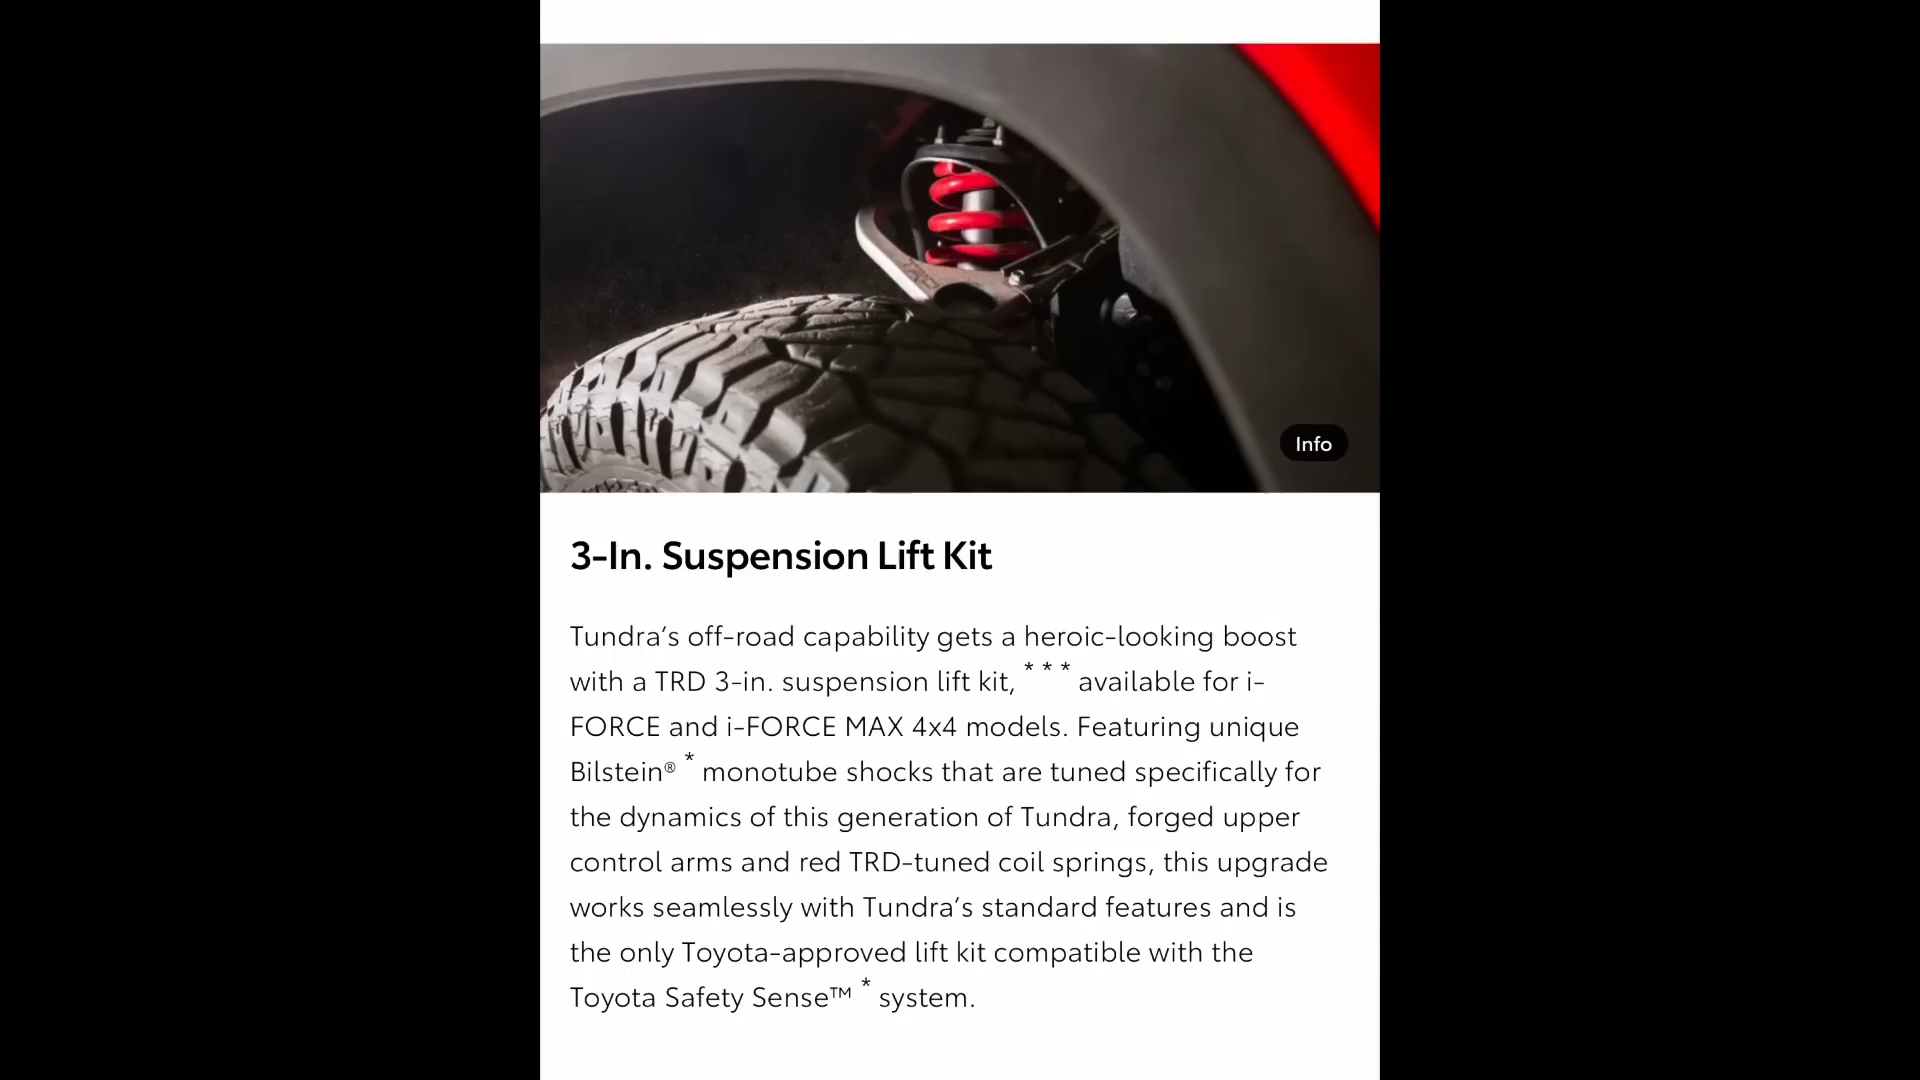 Info
3-In. Suspension Lift Kit
Tundra’s off-road capability gets a heroic-looking boost
with a TRD 3-in. suspension lift kit, * * * available for i-
FORCE and i-FORCE MAX 4x4 models. Featuring unique
Bilstein® * monotube shocks that are tuned specifically for
the dynamics of this generation of Tundra, forged upper
control arms and red TRD-tuned coil springs, this upgrade
works seamlessly with Tundra’s standard features and is
the only Toyota-approved lift kit compatible with the
Toyota Safety Sense™ * system.